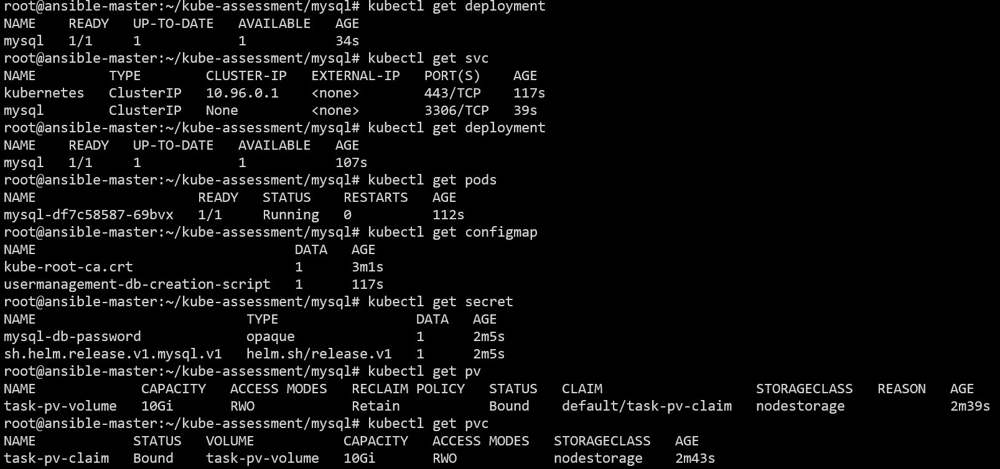 root@ansible-master:~/kube-assessment/mysql# kubectl get deployment
NAME    READY   UP-TO-DATE   AVAILABLE   AGE
mysql   1/1     1            1           34s
root@ansible-master:~/kube-assessment/mysql# kubectl get svc
NAME         TYPE        CLUSTER-IP   EXTERNAL-IP   PORT(S)    AGE
kubernetes   ClusterIP   10.96.0.1    <none>        443/TCP    117s
mysql        ClusterIP   None         <none>        3306/TCP   39s
root@ansible-master:~/kube-assessment/mysql# kubectl get deployment
NAME    READY   UP-TO-DATE   AVAILABLE   AGE
mysql   1/1     1            1           107s
root@ansible-master:~/kube-assessment/mysql# kubectl get pods
NAME                    READY   STATUS    RESTARTS   AGE
mysql-df7c58587-69bvx   1/1     Running   0          112s
root@ansible-master:~/kube-assessment/mysql# kubectl get configmap
NAME                                DATA   AGE
kube-root-ca.crt                    1      3m1s
usermanagement-db-creation-script   1      117s
root@ansible-master:~/kube-assessment/mysql# kubectl get secret
NAME                          TYPE                 DATA   AGE
mysql-db-password             opaque               1      2m5s
sh.helm.release.v1.mysql.v1   helm.sh/release.v1   1      2m5s
root@ansible-master:~/kube-assessment/mysql# kubectl get pv
NAME             CAPACITY   ACCESS MODES   RECLAIM POLICY   STATUS   CLAIM                   STORAGECLASS   REASON   AGE
task-pv-volume   10Gi       RWO            Retain           Bound    default/task-pv-claim   nodestorage             2m39s
root@ansible-master:~/kube-assessment/mysql# kubectl get pvc
NAME            STATUS   VOLUME           CAPACITY   ACCESS MODES   STORAGECLASS   AGE
task-pv-claim   Bound    task-pv-volume   10Gi       RWO            nodestorage    2m43s